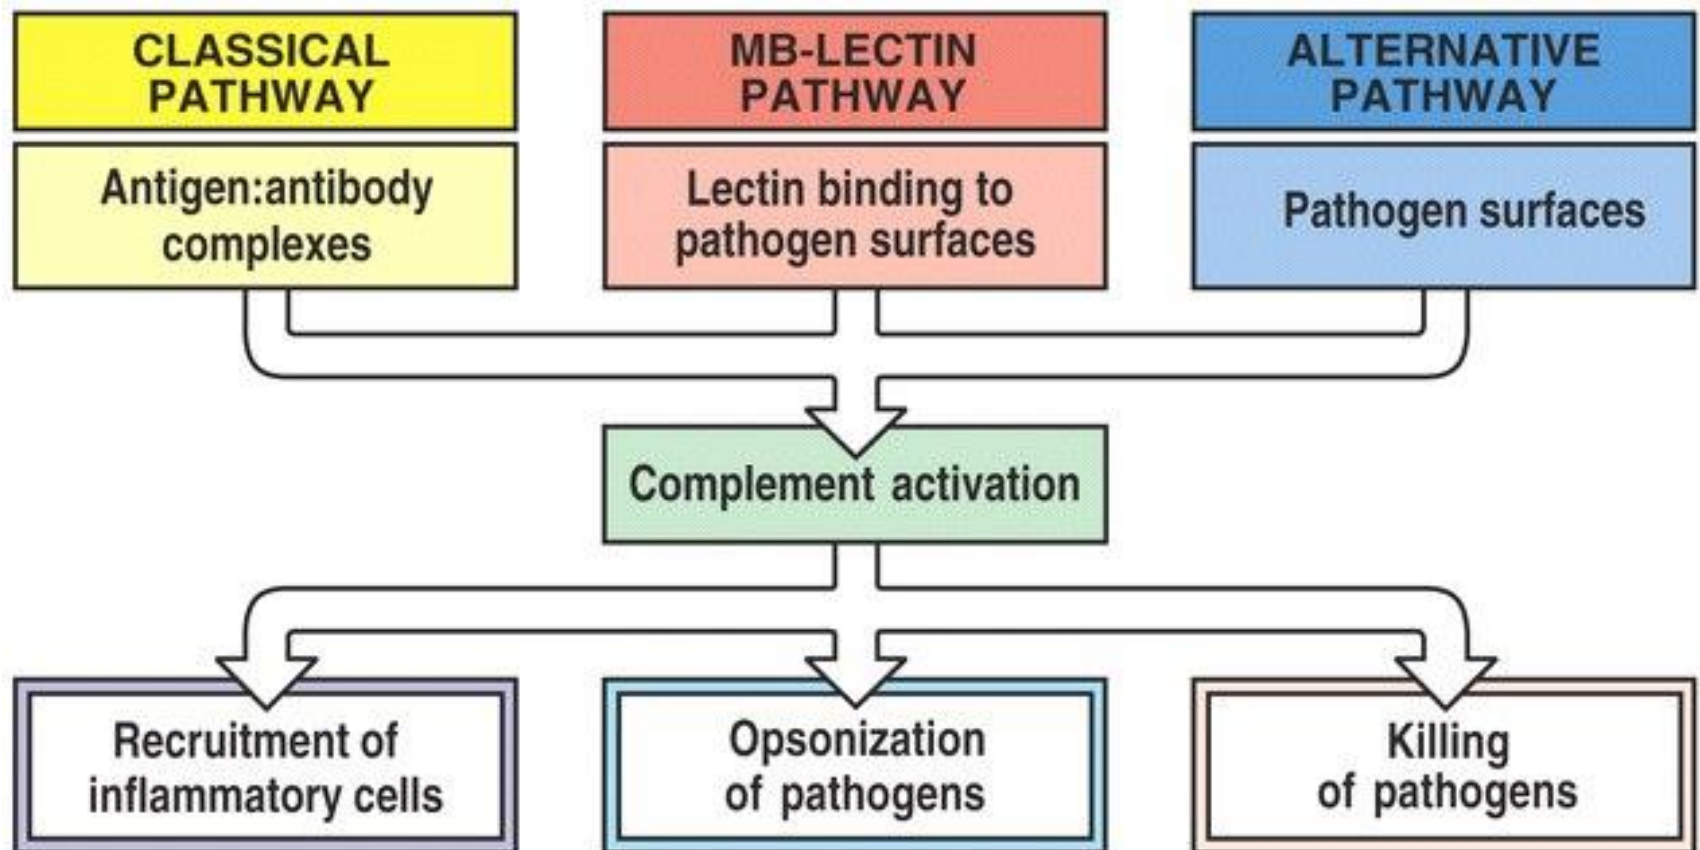 CLASSICAL
PATHWAY
Antigen:antibody
complexes
MB-LECTIN
PATHWAY
Lectin binding to
pathogen surfaces
ALTERNATIVE
PATHWAY
Pathogen surfaces
Complement activation
Recruitment of
inflammatory cells
Opsonization
of pathogens
Killing
of pathogens